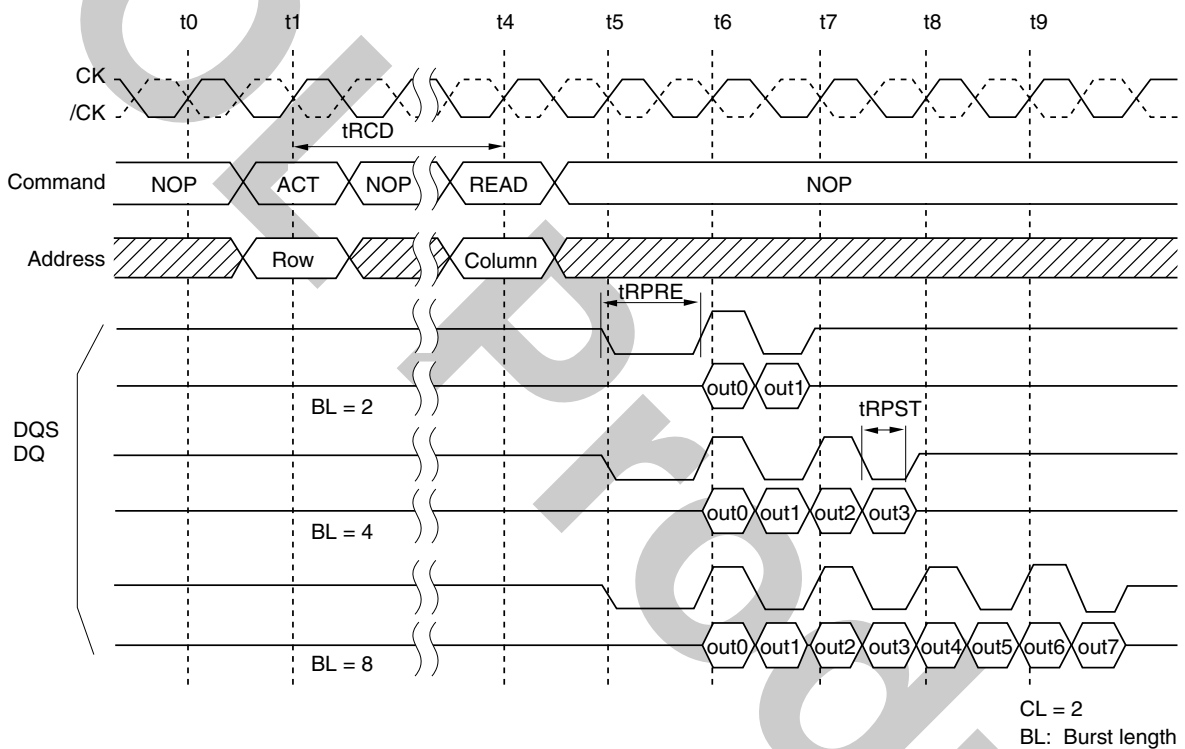 t0 t1 t4 t5 t6 t7 t8 t9
CK
/CK
tRCD
Command NOP ACT NOP READ NOP
Address Row Column
tRPRE
out0 out1
BL = 2
tRPST
DQS
DQ
out0 out1 out2 out3
BL = 4
out0 out1 out2 out3 out4 out5 out6 out7
BL = 8
CL = 2
BL: Burst length